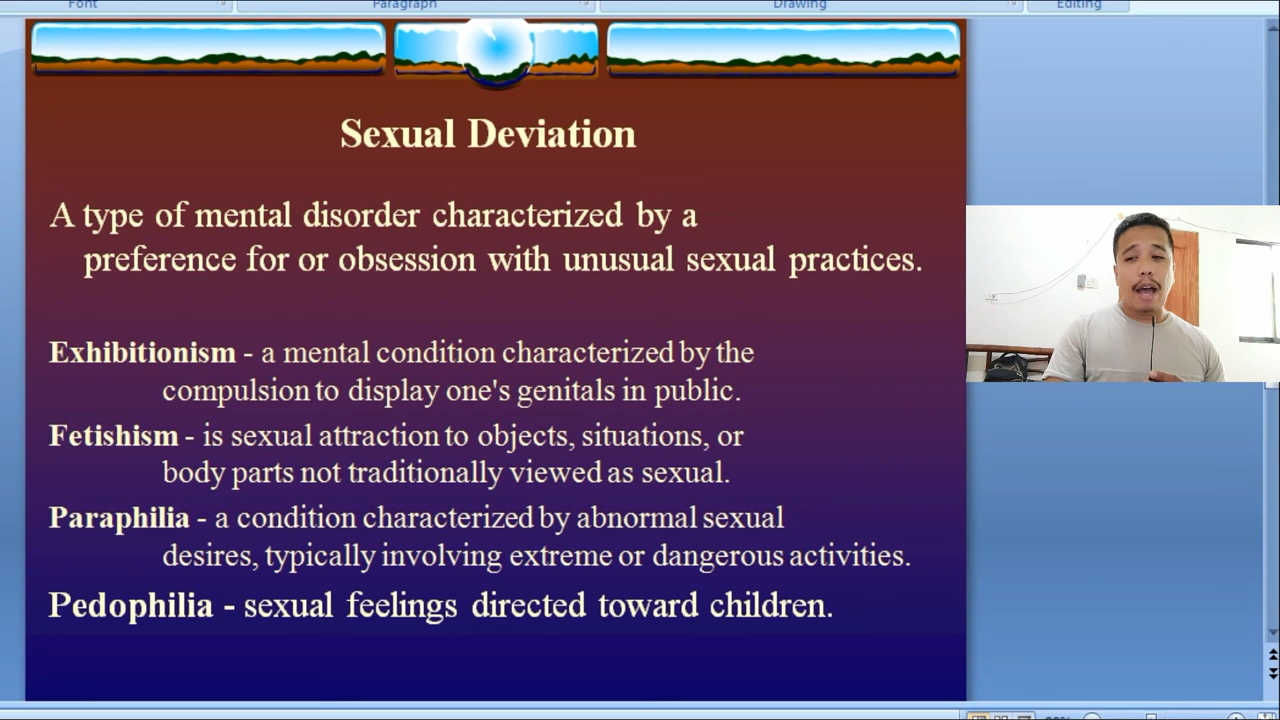 Font
Paragraph
Drawing
Editing
Sexual Deviation
A type of mental disorder characterized by a
preference for or obsession with unusual sexual practices.
Exhibitionism - a mental condition characterized by the
compulsion to display one's genitals in public.
Fetishism - is sexual attraction to objects, situations, or
body parts not traditionally viewed as sexual.
Paraphilia - a condition characterized by abnormal sexual
desires, typically involving extreme or dangerous activities.
Pedophilia - sexual feelings directed toward children.